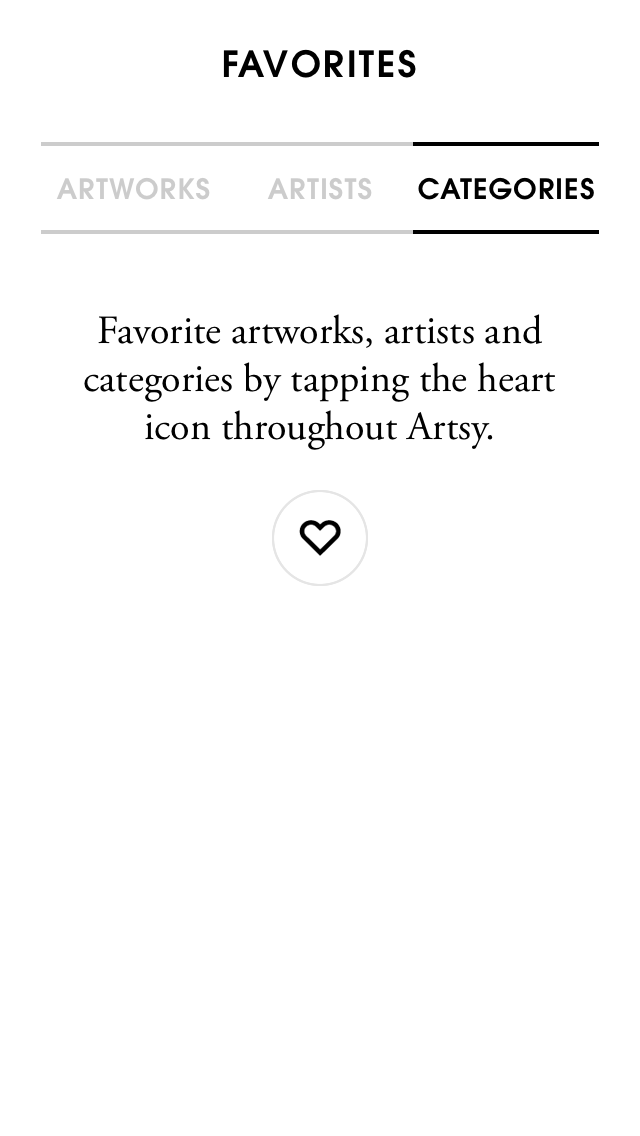 FAVORITES
ARTWORKS ARTISTS CATEGORIES
Favorite artworks, artists and
categories by tapping the heart
icon throughout Artsy.